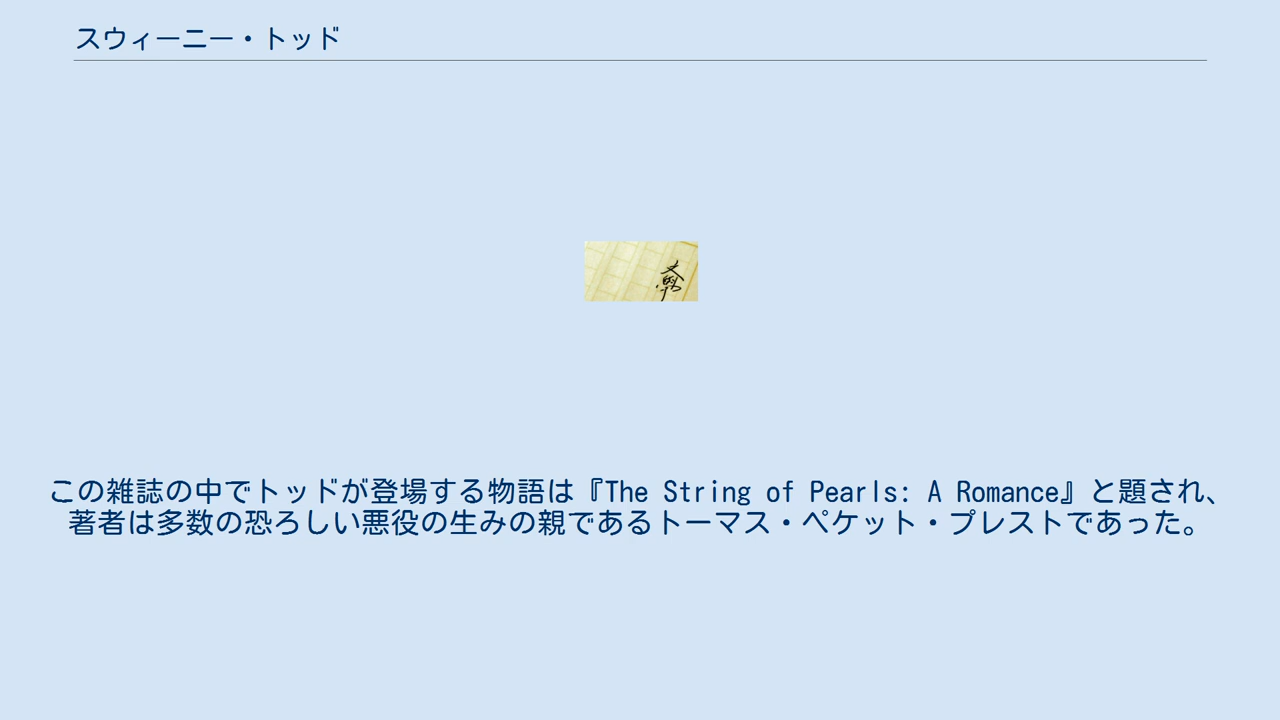 スウィーニー・トッド
この雑誌の中でトッドが登場する物語は『The String of Pearls: A Romance』と題され、
著者は多数の恐ろしい悪役の生みの親であるトーマス・ペケット・プレストであった。